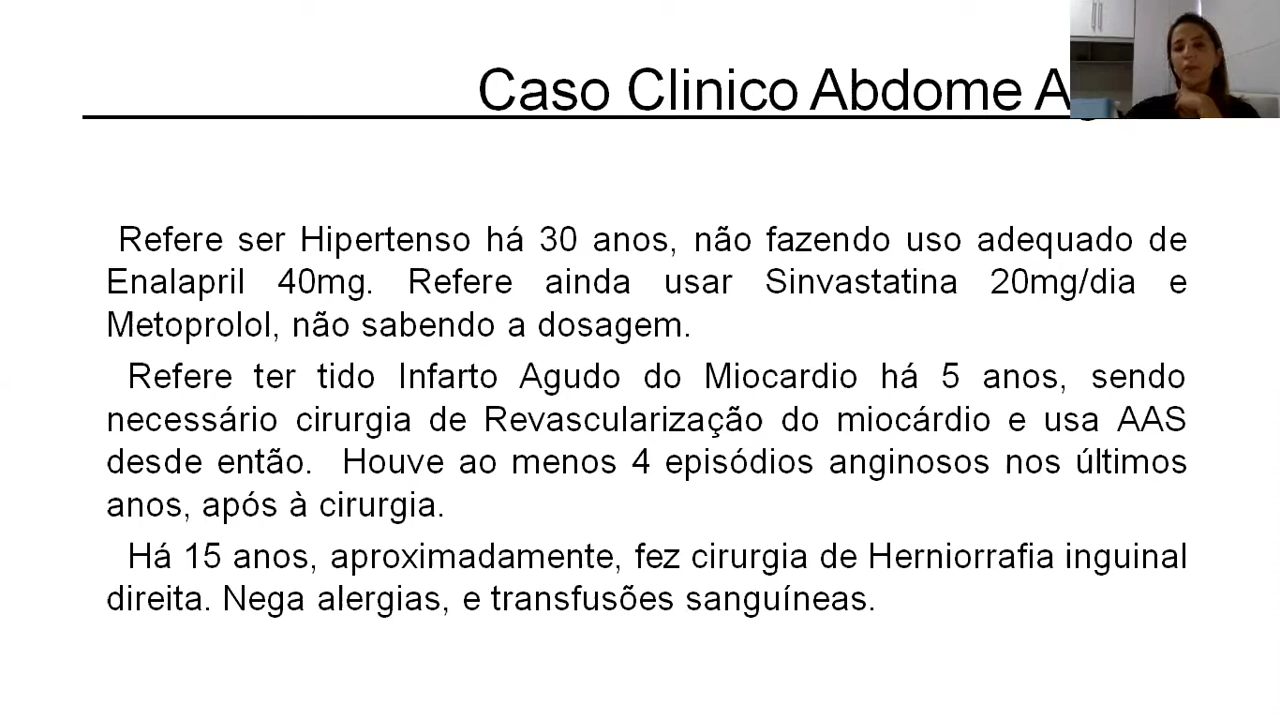 Caso Clinico Abdome
Refere ser Hipertenso há 30 anos, não fazendo uso adequado de
Enalapril 40mg. Refere ainda usar Sinvastatina 20mg/dia e
Metoprolol, não sabendo a dosagem.
Refere ter tido Infarto Agudo do Miocardio há 5 anos, sendo
necessário cirurgia de Revascularização do miocárdio e usa AAS
desde então. Houve ao menos 4 episódios anginosos nos últimos
anos, após à cirurgia.
Há 15 anos, aproximadamente, fez cirurgia de Herniorrafia inguinal
direita. Nega alergias, e transfusões sanguíneas.